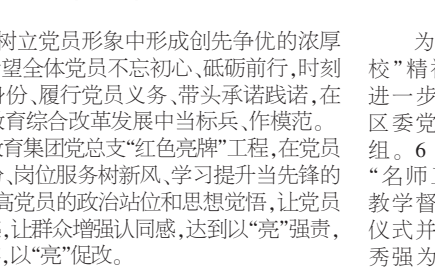 树立党员形象中形成创先争优的浓厚
望全体党员不忘初心、砥砺前行，时刻
身份、履行党员义务、带头承诺践诺，在
教育综合改革发展中当标兵、作模范。
育集团党总支“红色亮牌”工程，在党员
、岗位服务树新风、学习提升当先锋的
高党员的政治站位和思想觉悟，让党员
，让群众增强认同感，达到以“亮”强责，
，以“亮”促改。
为
校”精神
进一步
区委党
组。6
“名师
教学督
仪式并
秀强为